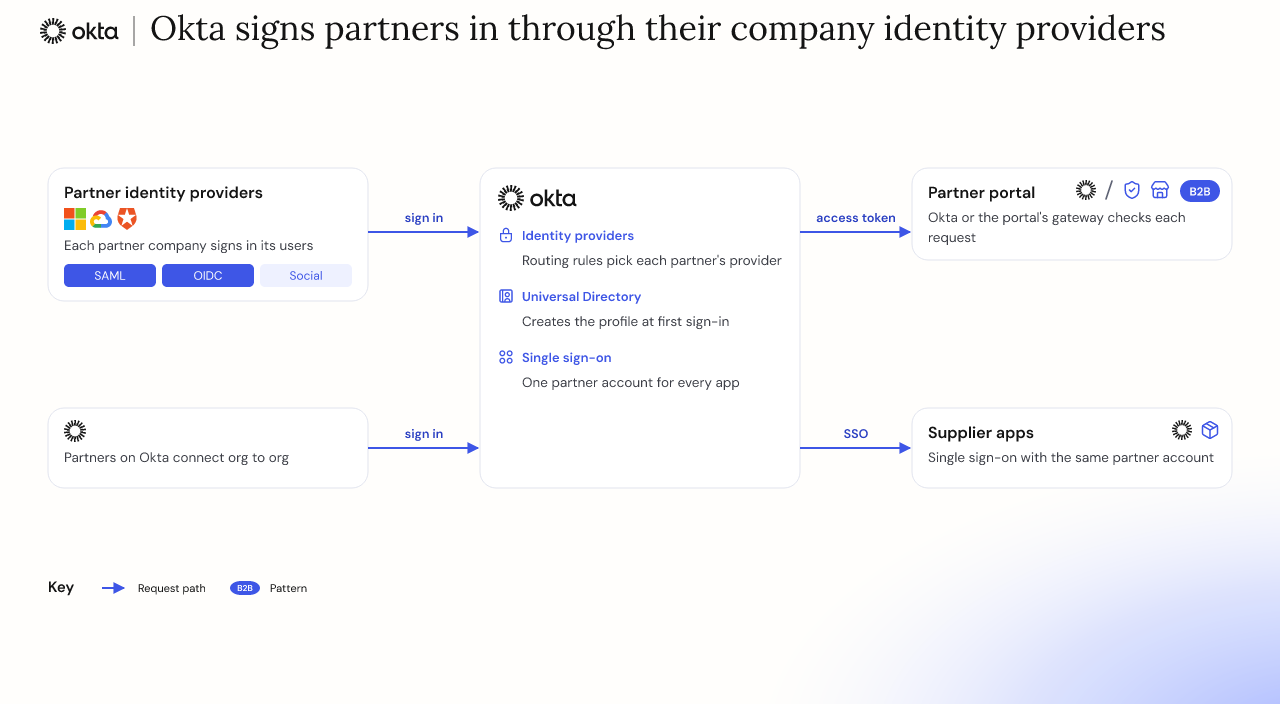 okta
Okta signs partners in through their company identity providers
Partner identity providers
Each partner company signs in its users
SAML
OIDC
Social
sign in
okta
Identity providers
Routing rules pick each partner's provider
Universal Directory
Creates the profile at first sign-in
Single sign-on
One partner account for every app
access token
Partner portal
B2B
Okta or the portal's gateway checks each
request
Partners on Okta connect org to org
sign in
SSO
Supplier apps
Single sign-on with the same partner account
Key
Request path
B2B
Pattern